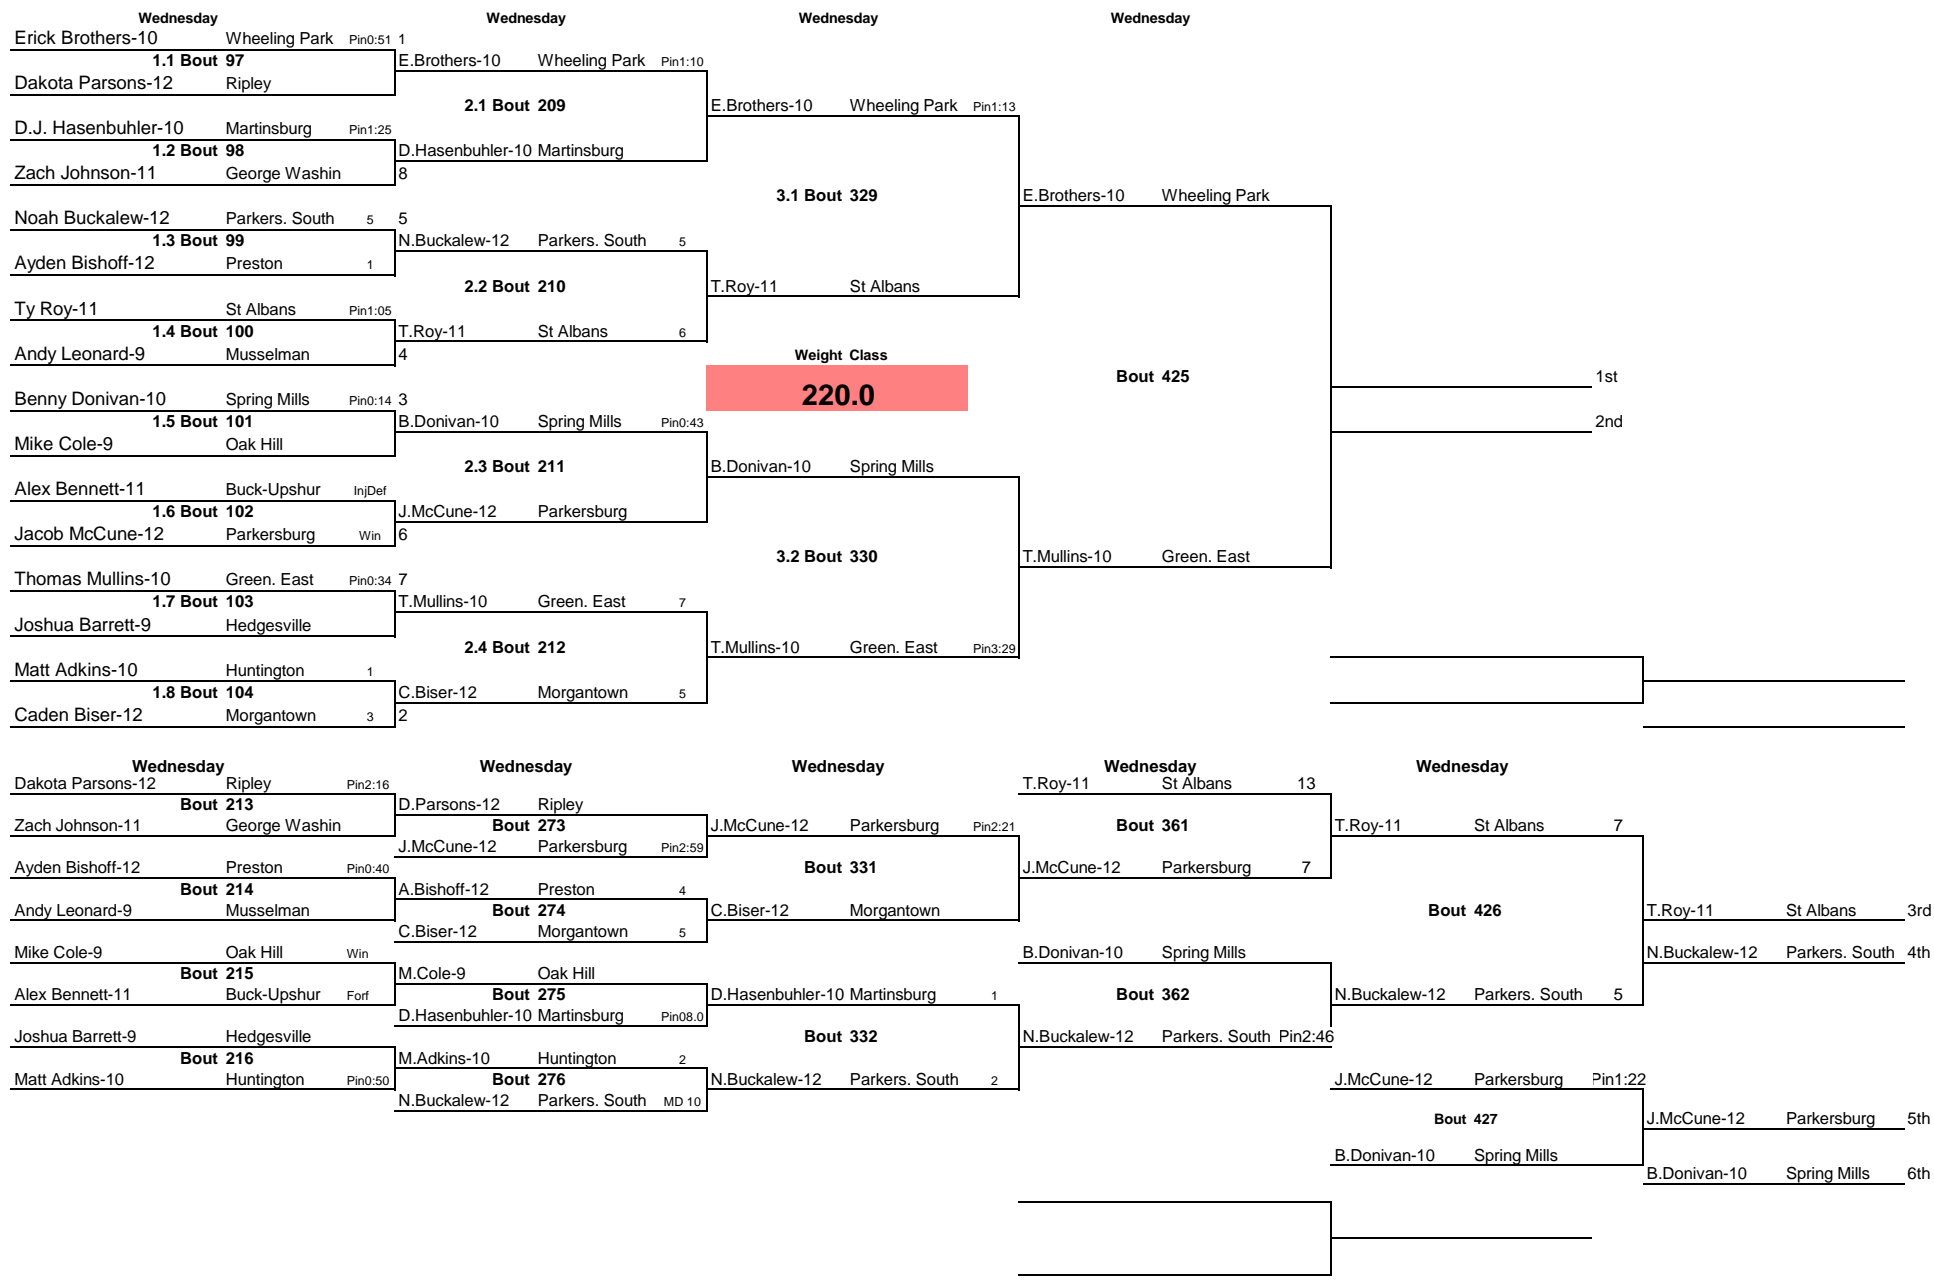 Wednesday Wednesday Wednesday Wednesday
Erick Brothers-10 Wheeling Park Pin0:51 1
1.1 Bout 97 E.Brothers-10 Wheeling Park Pin1:10
Dakota Parsons-12 Ripley
2.1 Bout 209 E.Brothers-10 Wheeling Park Pin1:13
D.J. Hasenbuhler-10 Martinsburg Pin1:25
1.2 Bout 98 D.Hasenbuhler-10 Martinsburg
Zach Johnson-11 George Washin 8
3.1 Bout 329 E.Brothers-10 Wheeling Park
Noah Buckalew-12 Parkers. South 5 5
1.3 Bout 99 N.Buckalew-12 Parkers. South 5
Ayden Bishoff-12 Preston 1
2.2 Bout 210 T.Roy-11 St Albans
Ty Roy-11 St Albans Pin1:05
1.4 Bout 100 T.Roy-11 St Albans 6
Andy Leonard-9 Musselman 4 Weight Class
Bout 425 1st
Benny Donivan-10 Spring Mills Pin0:14 3 220.0
1.5 Bout 101 B.Donivan-10 Spring Mills Pin0:43 2nd
Mike Cole-9 Oak Hill
2.3 Bout 211 B.Donivan-10 Spring Mills
Alex Bennett-11 Buck-Upshur InjDef
1.6 Bout 102 J.McCune-12 Parkersburg
Jacob McCune-12 Parkersburg Win 6
3.2 Bout 330 T.Mullins-10 Green. East
Thomas Mullins-10 Green. East Pin0:34 7
1.7 Bout 103 T.Mullins-10 Green. East 7
Joshua Barrett-9 Hedgesville
2.4 Bout 212 T.Mullins-10 Green. East Pin3:29
Matt Adkins-10 Huntington 1
1.8 Bout 104 C.Biser-12 Morgantown 5
Caden Biser-12 Morgantown 3 2
Wednesday Wednesday Wednesday Wednesday Wednesday
Dakota Parsons-12 Ripley Pin2:16 T.Roy-11 St Albans 13
Bout 213 D.Parsons-12 Ripley
Zach Johnson-11 George Washin Bout 273 J.McCune-12 Parkersburg Pin2:21 Bout 361 T.Roy-11 St Albans 7
J.McCune-12 Parkersburg Pin2:59
Ayden Bishoff-12 Preston Pin0:40 Bout 331 J.McCune-12 Parkersburg 7
Bout 214 A.Bishoff-12 Preston 4
Andy Leonard-9 Musselman Bout 274 C.Biser-12 Morgantown Bout 426 T.Roy-11 St Albans 3rd
C.Biser-12 Morgantown 5
Mike Cole-9 Oak Hill Win B.Donivan-10 Spring Mills N.Buckalew-12 Parkers. South 4th
Bout 215 M.Cole-9 Oak Hill
Alex Bennett-11 Buck-Upshur Forf Bout 275 D.Hasenbuhler-10 Martinsburg 1 Bout 362 N.Buckalew-12 Parkers. South 5
D.Hasenbuhler-10 Martinsburg Pin08.0
Joshua Barrett-9 Hedgesville Bout 332 N.Buckalew-12 Parkers. South Pin2:46
Bout 216 M.Adkins-10 Huntington 2
Matt Adkins-10 Huntington Pin0:50 Bout 276 N.Buckalew-12 Parkers. South 2 J.McCune-12 Parkersburg Pin1:22
N.Buckalew-12 Parkers. South MD 10
Bout 427 J.McCune-12 Parkersburg 5th
B.Donivan-10 Spring Mills
B.Donivan-10 Spring Mills 6th